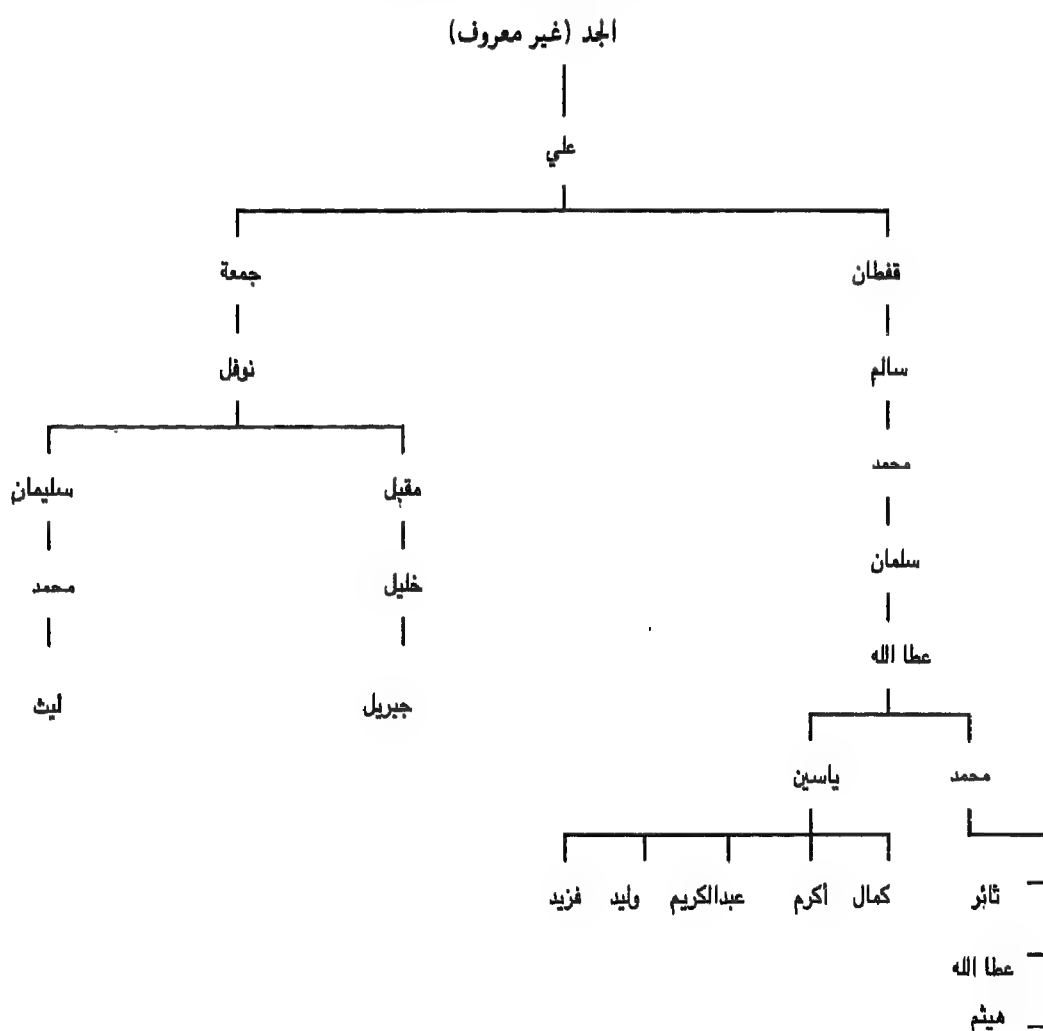 الجد (غير معروف)
علي
قفطان
جمعة
سالم
نوفل
محمد
مقبل
سليمان
سلمان
خليل
محمد
عطا الله
جبريل
ليث
محمد
ياسين
ثائر
كمال
أكرم
عبدالكريم
وليد
فزيد
عطا الله
هيثم